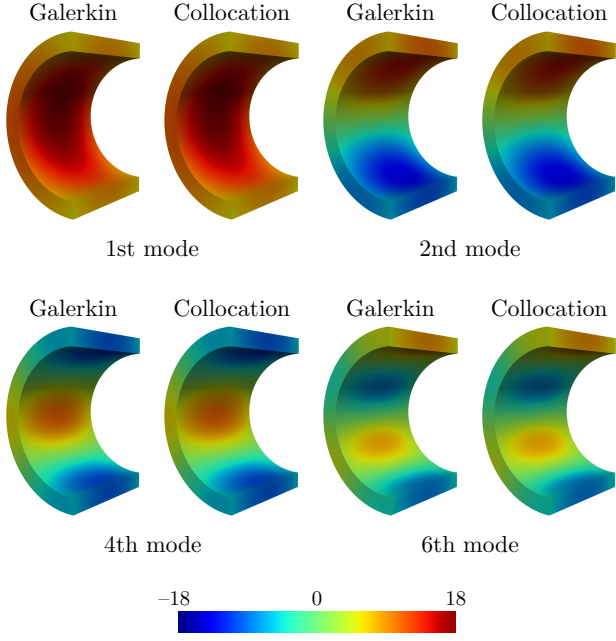 Galerkin Collocation Galerkin Collocation
1st mode 2nd mode
Galerkin Collocation Galerkin Collocation
4th mode 6th mode
−18 0 18